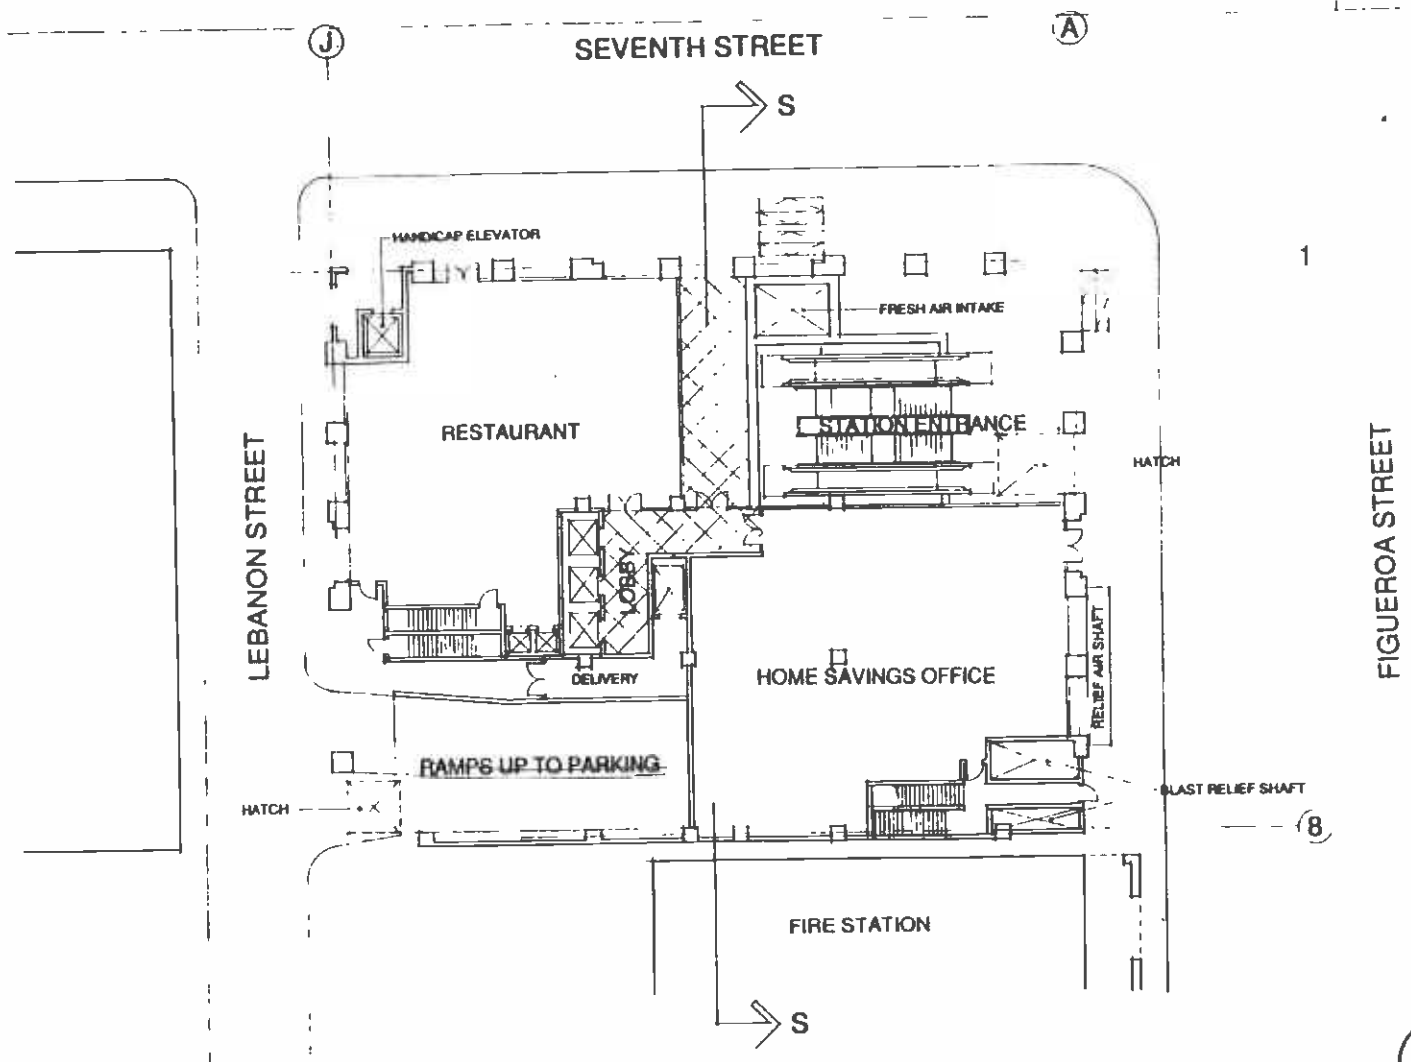 J
A
SEVENTH STREET
S
HANDICAP ELEVATOR
1
FRESH AIR INTAKE
STATION ENTRANCE
RESTAURANT
HATCH
LEBANON STREET
FIGUEROA STREET
LOBBY
RELIEF AIR SHAFT
DELIVERY
HOME SAVINGS OFFICE
RAMPS UP TO PARKING
BLAST RELIEF SHAFT
HATCH
8
FIRE STATION
S